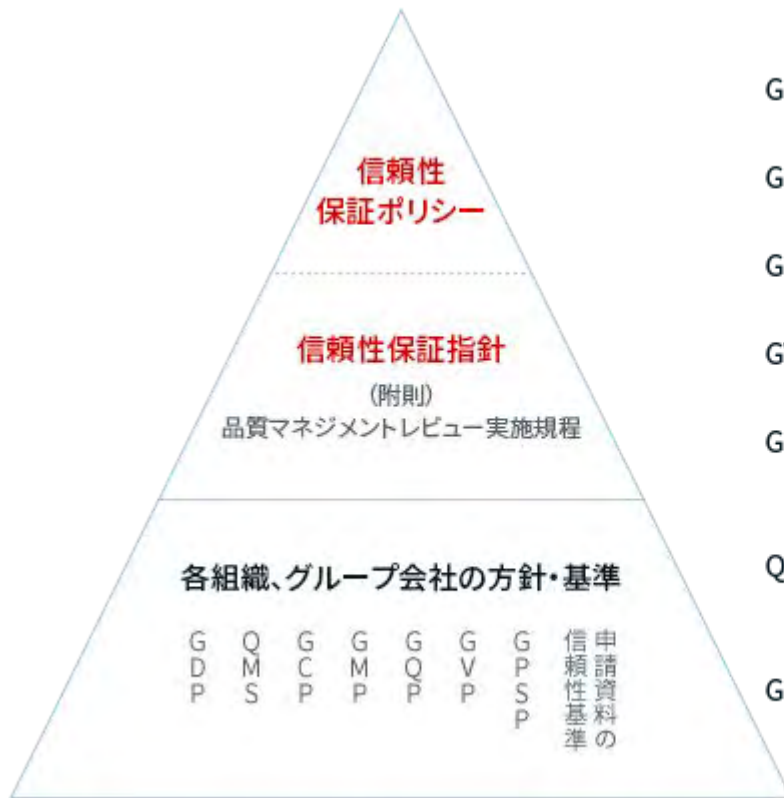 信頼性
保証ポリシー
信頼性保証指針
(附則)
品質マネジメントレビュー実施規程
各組織、グループ会社の方針・基準
GDP
QMS
GCP
GMP
GQP
GVP
GPSP
申請資料の
信頼性基準
G
G
G
G
G
Q
G